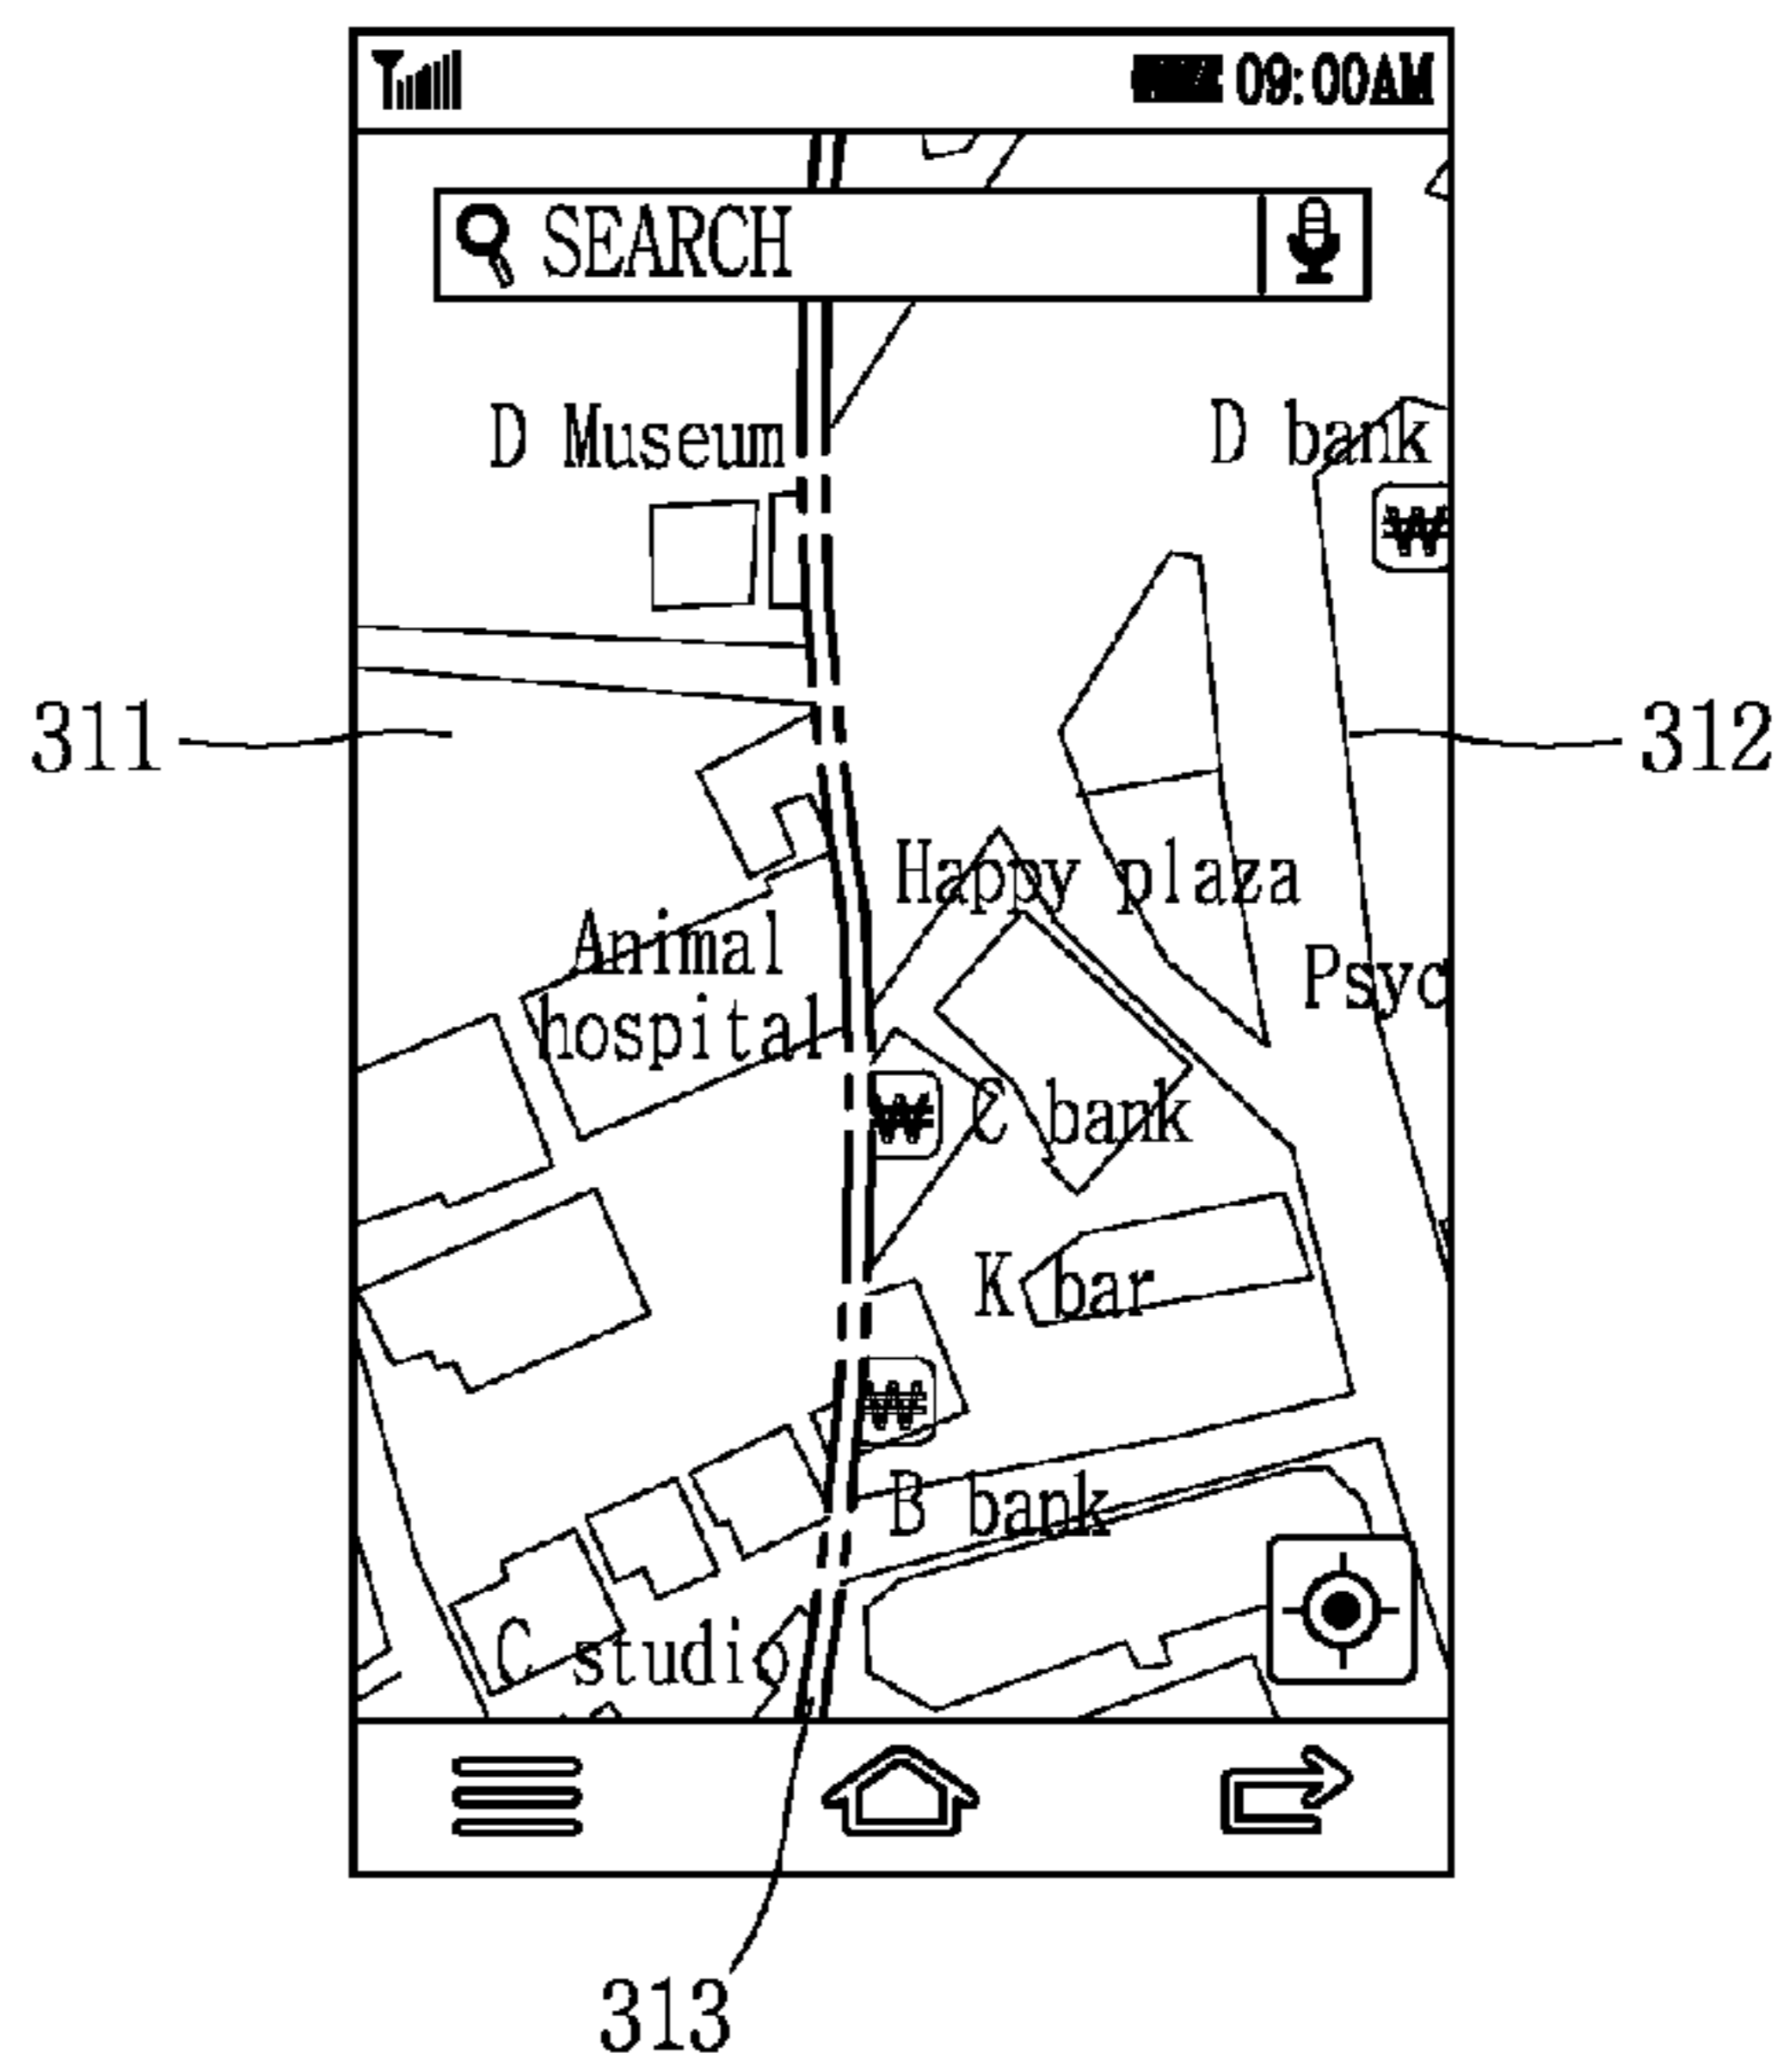 09:00AM
SEARCH
D Museum
D bank
₩
311
312
Happy plaza
Animal
hospital
Psyc
₩ C bank
K bar
₩
B bank
C studio
313